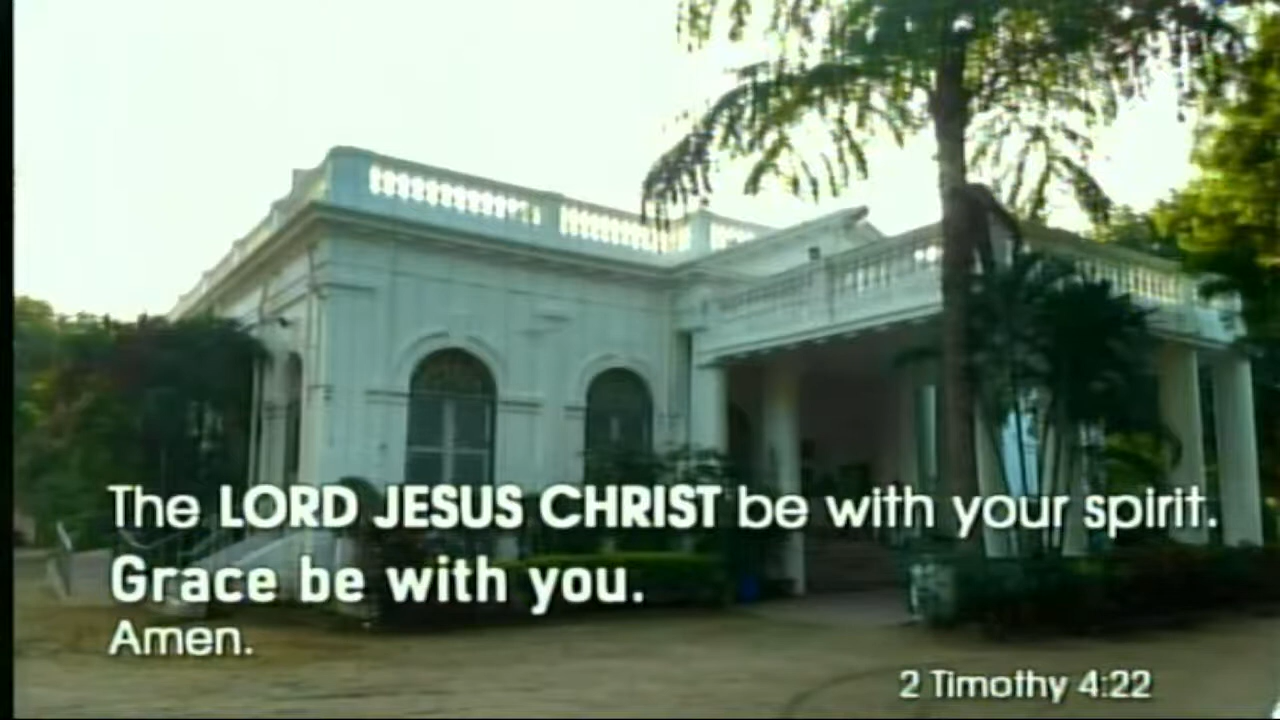 The LORD JESUS CHRIST be with your spirit.
Grace be with you.
Amen.
2 Timothy 4:22